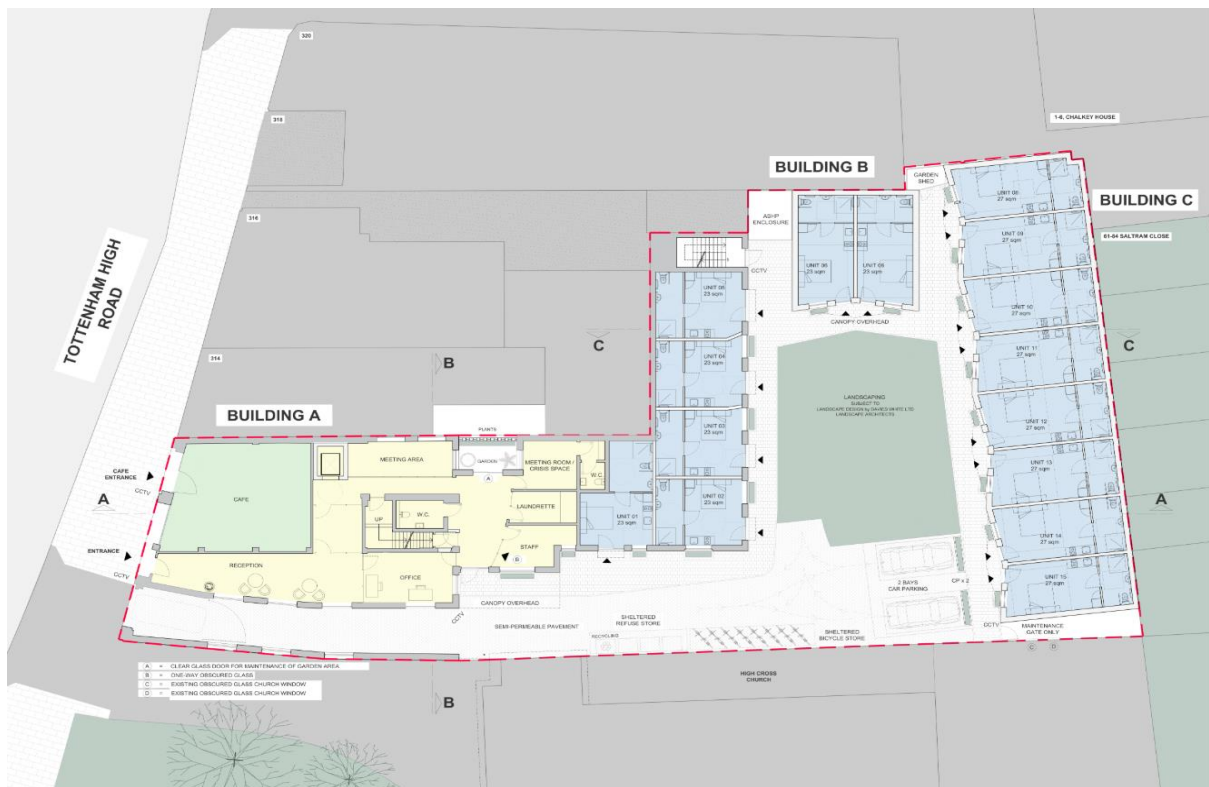 320
318
316
314
TOTTENHAM HIGH
ROAD
1-6, CHALKEY HOUSE
BUILDING B
GARDEN
SHED
BUILDING C
61-64 SALTRAM CLOSE
ASHP
ENCLOSURE
CCTV
UNIT 06
23 sqm
23 sqm
CANOPY OVERHEAD
UNIT 08
27 sqm
UNIT 09
27 sqm
UNIT 10
27 sqm
UNIT 11
27 sqm
UNIT 12
27 sqm
UNIT 13
27 sqm
UNIT 14
27 sqm
UNIT 15
27 sqm
23 sqm
UNIT 04
23 sqm
UNIT 03
23 sqm
UNIT 02
23 sqm
UNIT 01
23 sqm
C
C
B
BUILDING A
LANDSCAPING
SUBJECT TO
LANDSCAPE DESIGN by DAVIES WHITE LTD
LANDSCAPE ARCHITECTS
PLANTS
GARDEN
A
MEETING AREA
MEETING ROOM /
CRISIS SPACE
W.C
CAFE
ENTRANCE
CCTV
A
A
CAFE
UP
W.C.
LAUNDRETTE
STAFF
B
ENTRANCE
CCTV
RECEPTION
OFFICE
CCTV
CANOPY OVERHEAD
SEMI-PERMEABLE PAVEMENT
RECYCLING
SHELTERED
REFUSE STORE
SHELTERED
BICYCLE STORE
2 BAYS
CAR PARKING
CP x 2
CCTV
MAINTENANCE
GATE ONLY
C
D
HIGH CROSS
CHURCH
A = CLEAR GLASS DOOR FOR MAINTENANCE OF GARDEN AREA
B = ONE-WAY OBSCURED GLASS
C = EXISTING OBSCURED GLASS CHURCH WINDOW
D = EXISTING OBSCURED GLASS CHURCH WINDOW
B